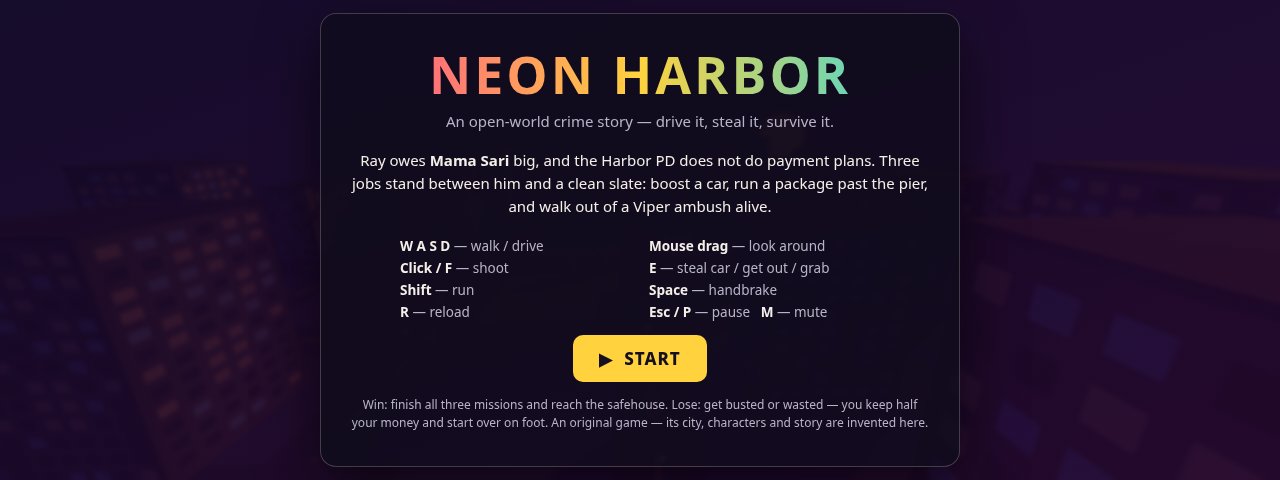 NEON HARBOR
An open-world crime story — drive it, steal it, survive it.
Ray owes Mama Sari big, and the Harbor PD does not do payment plans. Three
jobs stand between him and a clean slate: boost a car, run a package past the pier,
and walk out of a Viper ambush alive.
W A S D — walk / drive
Mouse drag — look around
Click / F — shoot
E — steal car / get out / grab
Shift — run
Space — handbrake
R — reload
Esc / P — pause M — mute
▶ START
Win: finish all three missions and reach the safehouse. Lose: get busted or wasted — you keep half
your money and start over on foot. An original game — its city, characters and story are invented here.